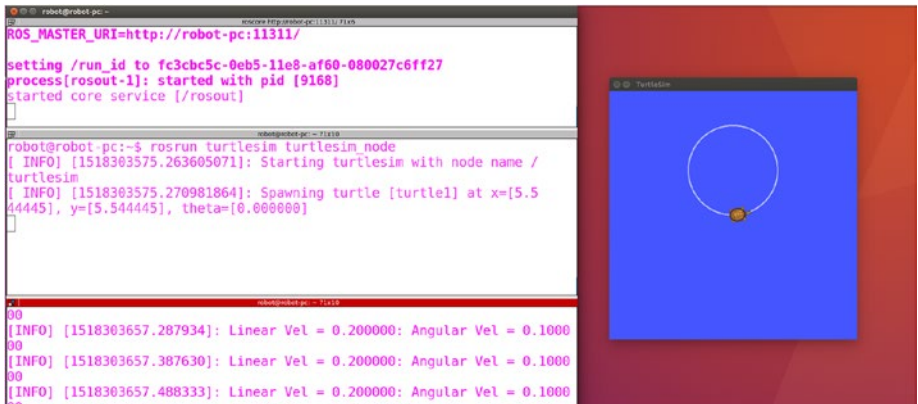 robot@robot-pc: ~
roscore http://robot-pc:11311/ 71x6
ROS_MASTER_URI=http://robot-pc:11311/
setting /run_id to fc3cbc5c-0eb5-11e8-af60-080027c6ff27
process[rosout-1]: started with pid [9168]
started core service [/rosout]
robot@robot-pc: ~ 71x10
robot@robot-pc:~$ rosrun turtlesim turtlesim_node
[ INFO] [1518303575.263605071]: Starting turtlesim with node name /
turtlesim
[ INFO] [1518303575.270981864]: Spawning turtle [turtle1] at x=[5.5
44445], y=[5.544445], theta=[0.000000]
robot@robot-pc: ~ 71x10
00
[INFO] [1518303657.287934]: Linear Vel = 0.200000: Angular Vel = 0.1000
00
[INFO] [1518303657.387630]: Linear Vel = 0.200000: Angular Vel = 0.1000
00
[INFO] [1518303657.488333]: Linear Vel = 0.200000: Angular Vel = 0.1000
TurtleSim